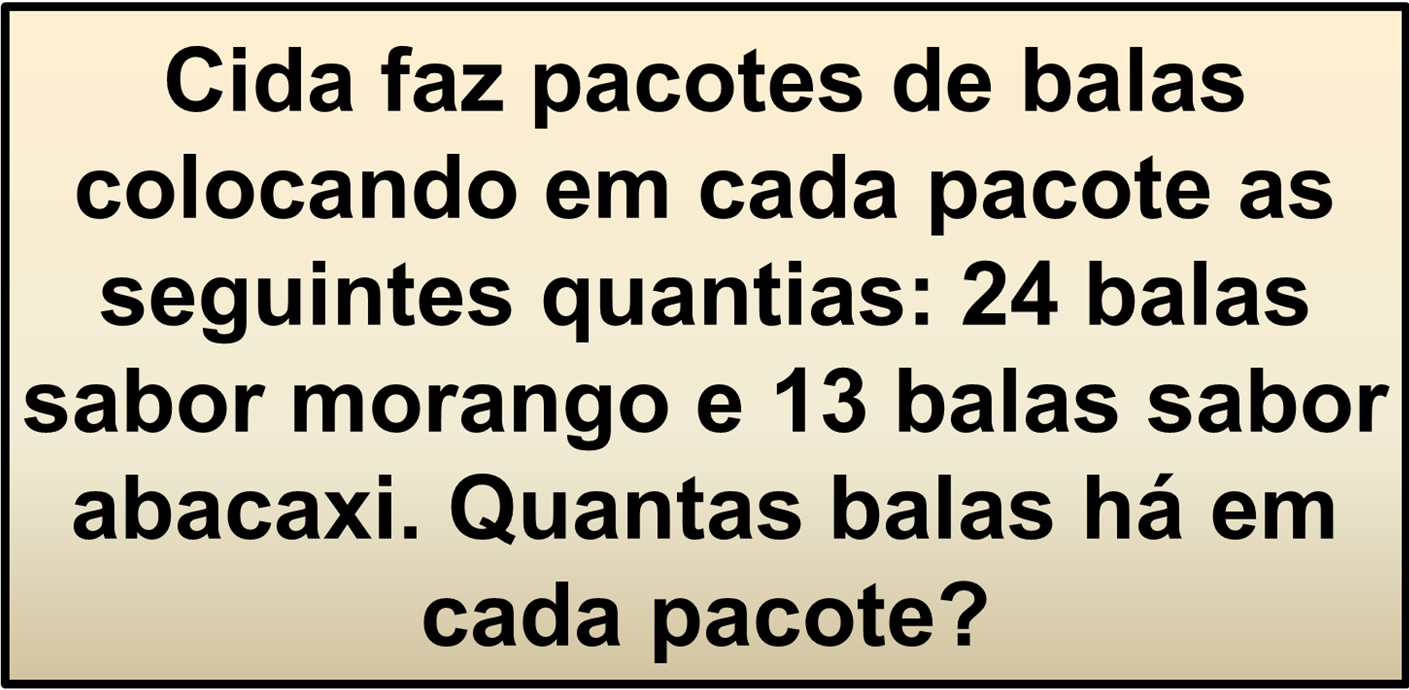 Cida faz pacotes de balas
colocando em cada pacote as
seguintes quantias: 24 balas
sabor morango e 13 balas sabor
abacaxi. Quantas balas há em
cada pacote?